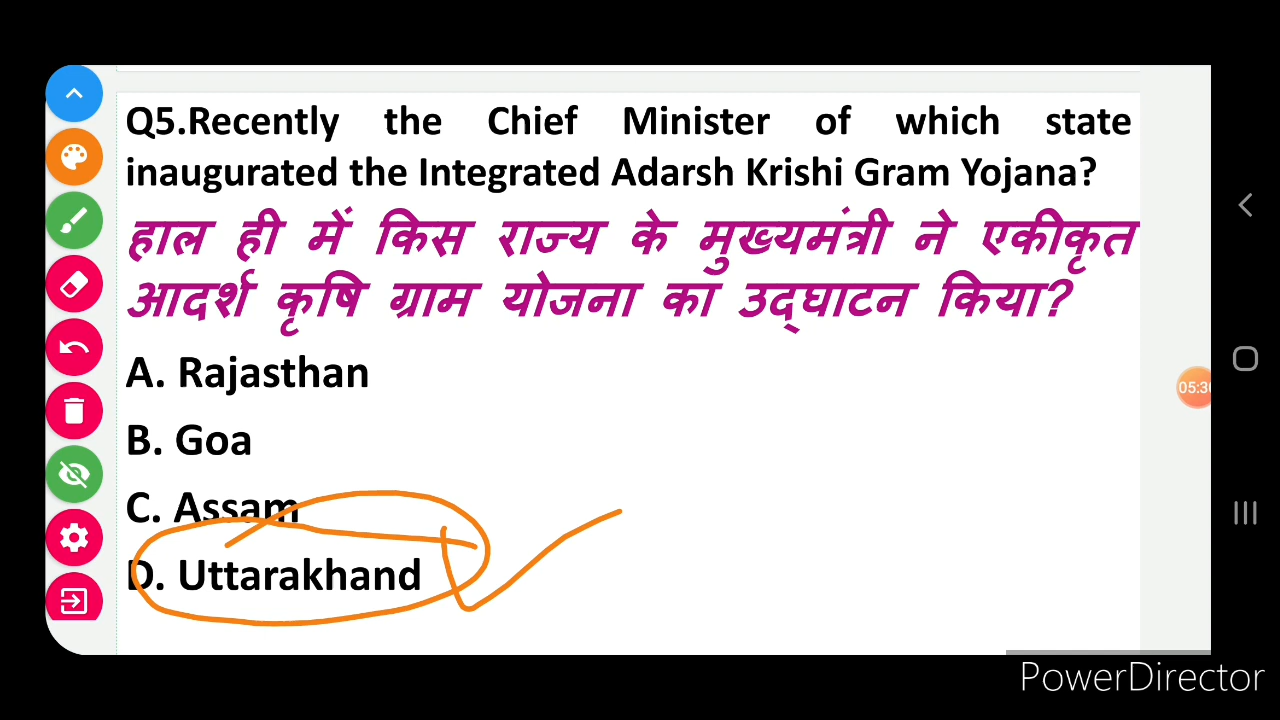 Q5.Recently the Chief Minister of which state
inaugurated the Integrated Adarsh Krishi Gram Yojana?
हाल ही में किस राज्य के मुख्यमंत्री ने एकीकृत
आदर्श कृषि ग्राम योजना का उद्घाटन किया?
A. Rajasthan
B. Goa
C. Assam
D. Uttarakhand
PowerDirector